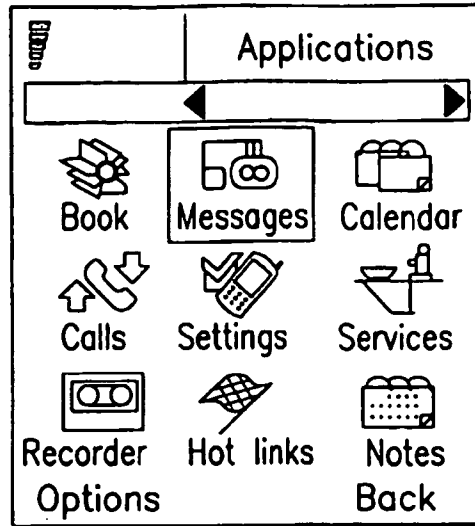 Applications
Book Messages Calendar
Calls Settings Services
Recorder Hot links Notes
Options Back